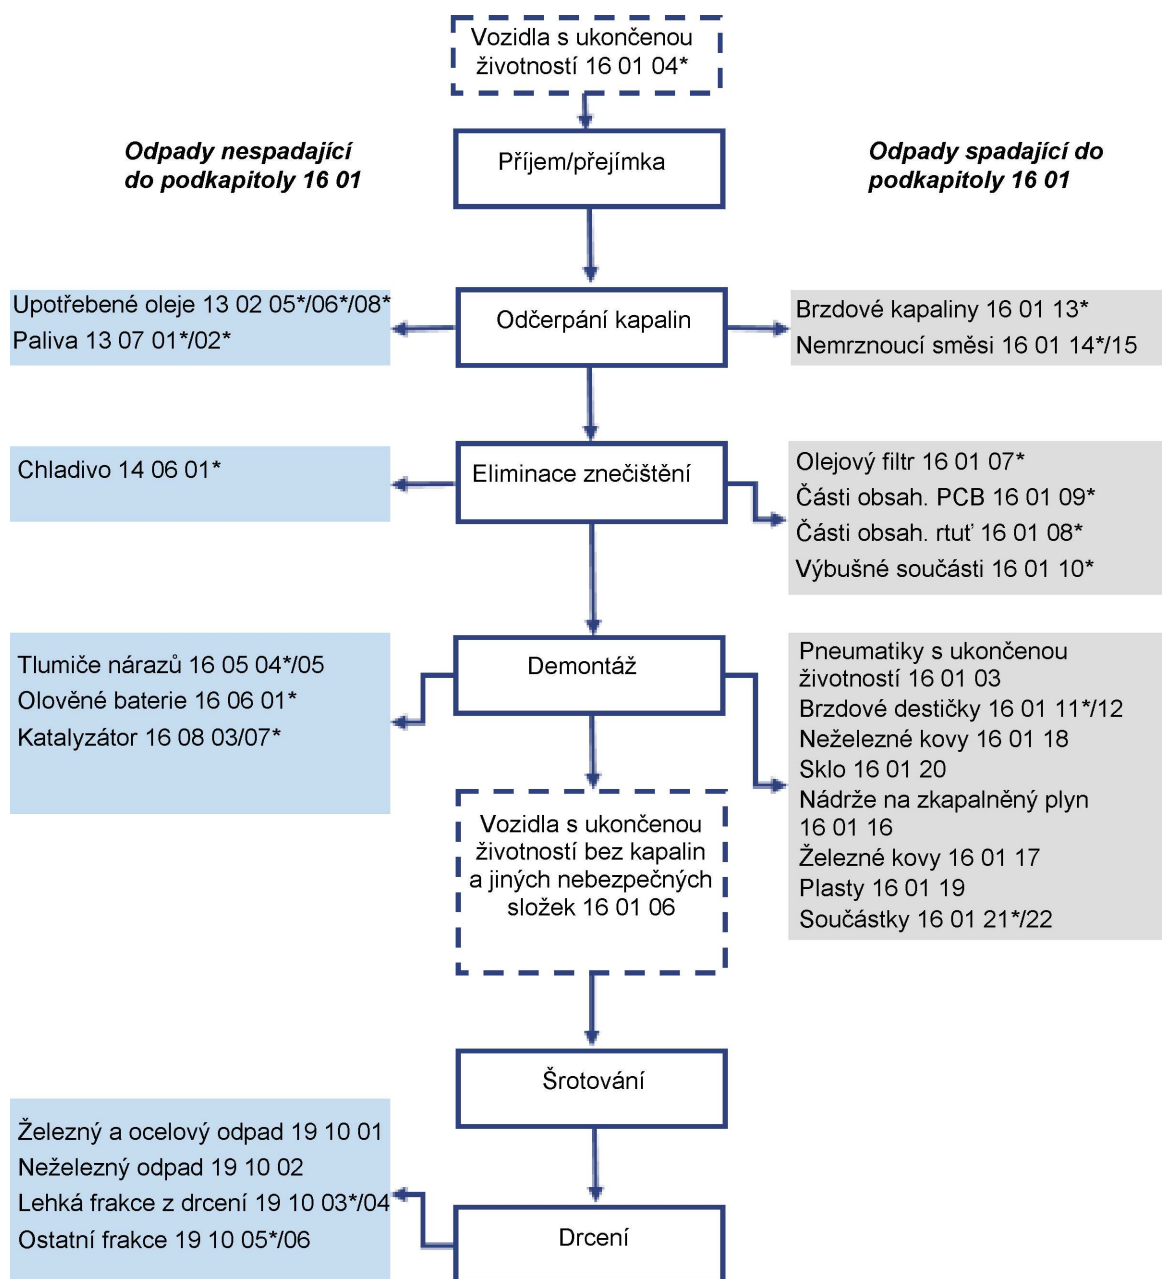 Vozidla s ukončenou
životností 16 01 04*
Odpady nespadající
do podkapitoly 16 01
Příjem/přejímka
Odpady spadající do
podkapitoly 16 01
Upotřebené oleje 13 02 05*/06*/08*
Paliva 13 07 01*/02*
Odčerpání kapalin
Brzdové kapaliny 16 01 13*
Nemrznoucí směsi 16 01 14*/15
Chladivo 14 06 01*
Eliminace znečištění
Olejový filtr 16 01 07*
Části obsah. PCB 16 01 09*
Části obsah. rtuť 16 01 08*
Výbušné součásti 16 01 10*
Tlumiče nárazů 16 05 04*/05
Olověné baterie 16 06 01*
Katalyzátor 16 08 03/07*
Demontáž
Pneumatiky s ukončenou
životností 16 01 03
Brzdové destičky 16 01 11*/12
Neželezné kovy 16 01 18
Sklo 16 01 20
Nádrže na zkapalněný plyn
16 01 16
Železné kovy 16 01 17
Plasty 16 01 19
Součástky 16 01 21*/22
Vozidla s ukončenou
životností bez kapalin
a jiných nebezpečných
složek 16 01 06
Šrotování
Železný a ocelový odpad 19 10 01
Neželezný odpad 19 10 02
Lehká frakce z drcení 19 10 03*/04
Ostatní frakce 19 10 05*/06
Drcení